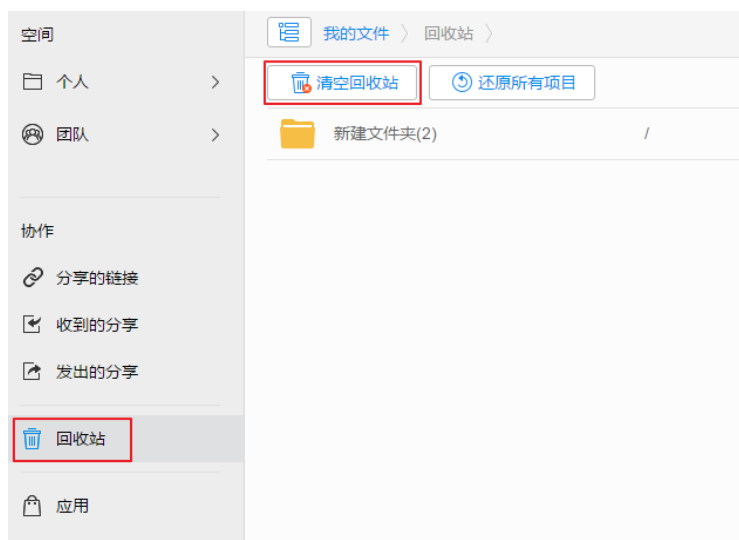 空间
个人
团队
协作
分享的链接
收到的分享
发出的分享
回收站
应用
我的文件 〉 回收站 〉
清空回收站 还原所有项目
新建文件夹(2) /